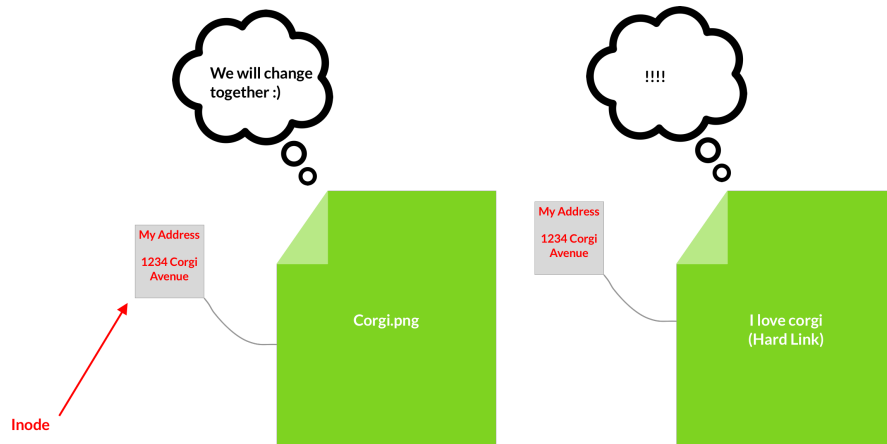 We will change
together :)
!!!!
My Address
1234 Corgi
Avenue
Corgi.png
My Address
1234 Corgi
Avenue
I love corgi
(Hard Link)
Inode